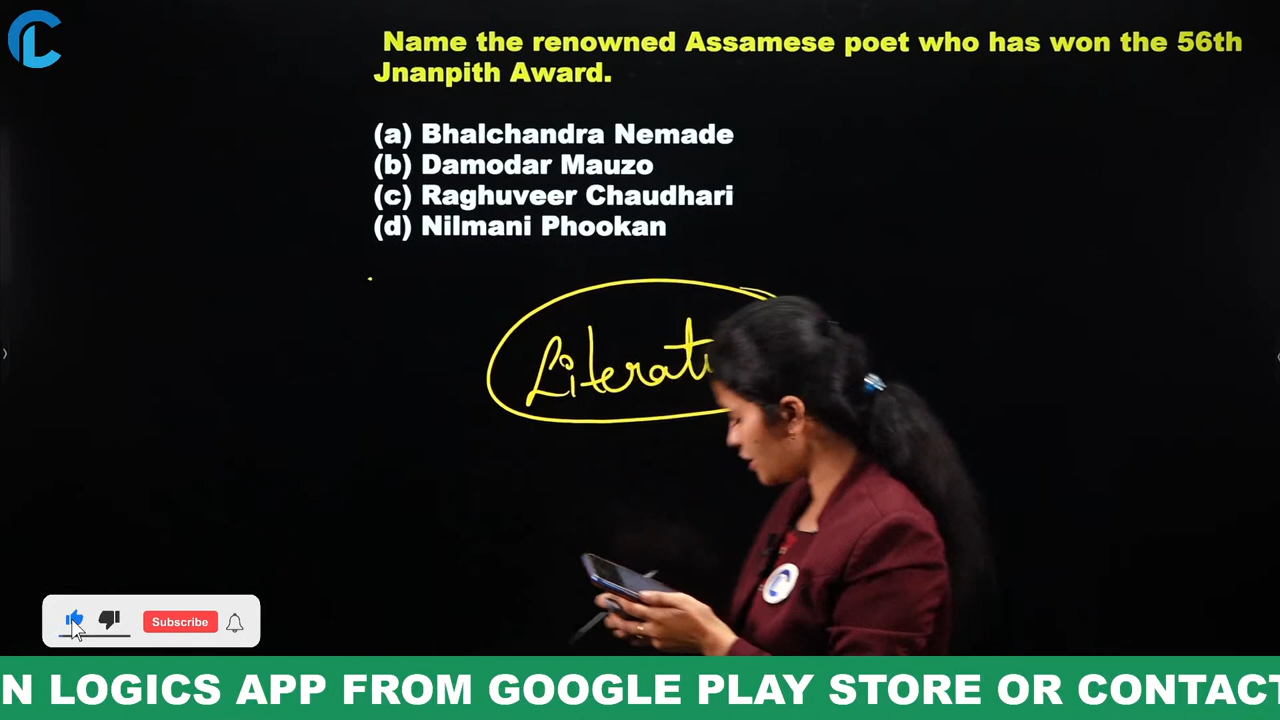 Name the renowned Assamese poet who has won the 56th
Jnanpith Award.
(a) Bhalchandra Nemade
(b) Damodar Mauzo
(c) Raghuveer Chaudhari
(d) Nilmani Phookan
Subscribe
N LOGICS APP FROM GOOGLE PLAY STORE OR CONTACT